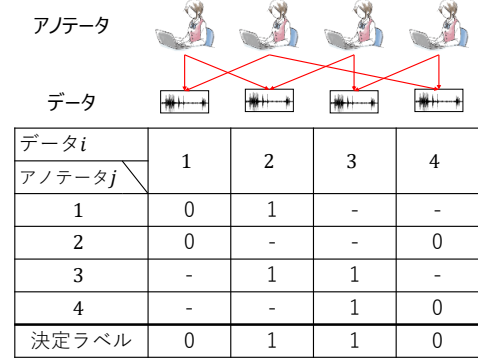 アノテータ
データ
データi
アノテータj
1 2 3 4
1 0 1 - -
2 0 - - 0
3 - 1 1 -
4 - - 1 0
決定ラベル 0 1 1 0